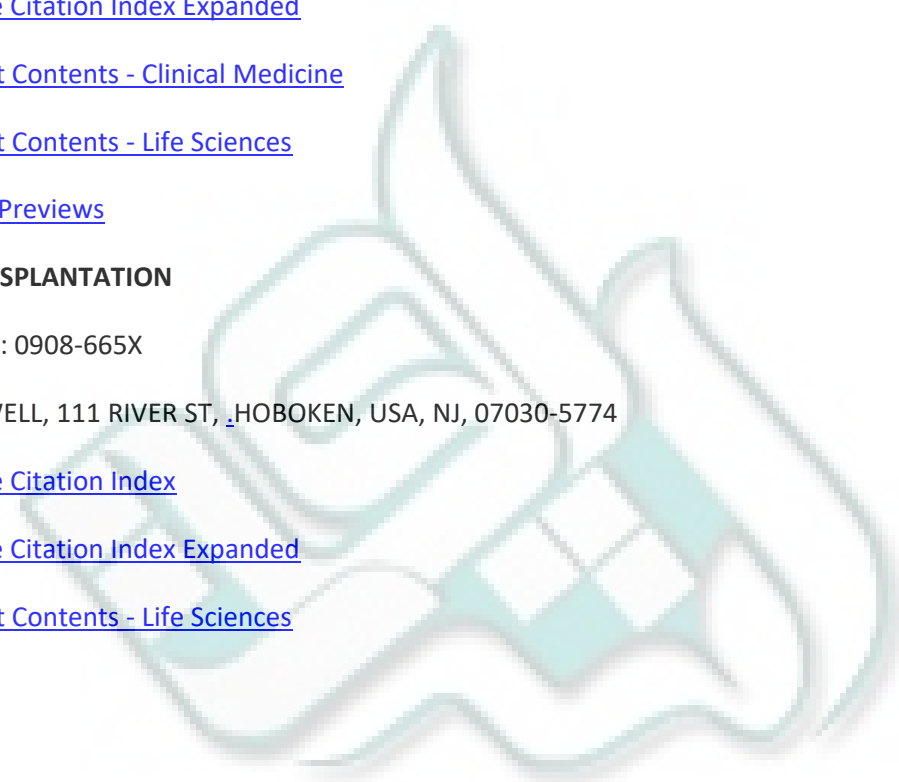 e Citation Index Expanded
t Contents - Clinical Medicine
t Contents - Life Sciences
Previews
SPLANTATION
: 0908-665X
WELL, 111 RIVER ST, .HOBOKEN, USA, NJ, 07030-5774
e Citation Index
e Citation Index Expanded
t Contents - Life Sciences